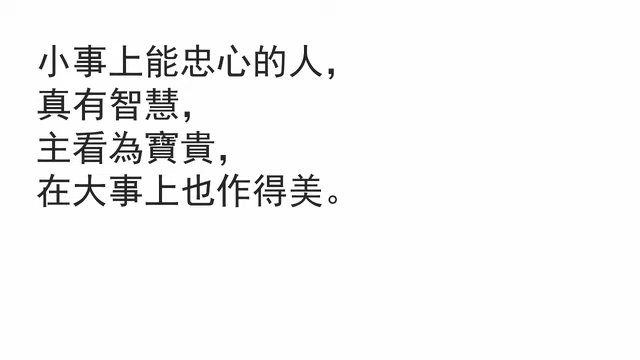 小事上能忠心的人，
真有智慧，
主看為寶貴，
在大事上也作得美。